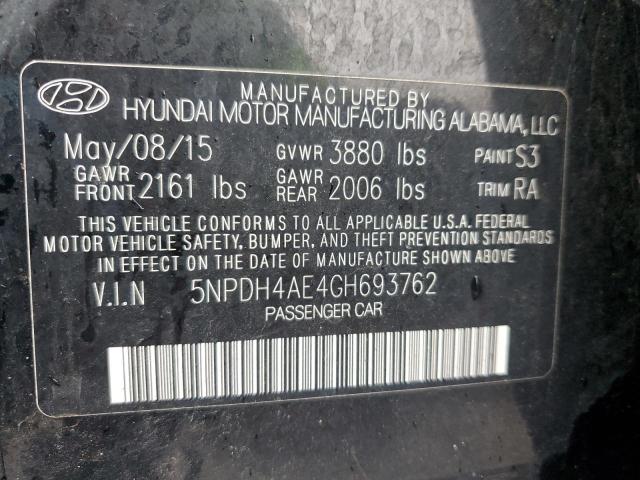 MANUFACTURED BY
HYUNDAI MOTOR MANUFACTURING ALABAMA, LLC
May/08/15 GVWR 3880 lbs PAINT S3
GAWR FRONT 2161 lbs GAWR REAR 2006 lbs TRIM RA
THIS VEHICLE CONFORMS TO ALL APPLICABLE U.S.A. FEDERAL
MOTOR VEHICLE SAFETY, BUMPER, AND THEFT PREVENTION STANDARDS
IN EFFECT ON THE DATE OF MANUFACTURE SHOWN ABOVE.
V.I.N 5NPDH4AE4GH693762
PASSENGER CAR